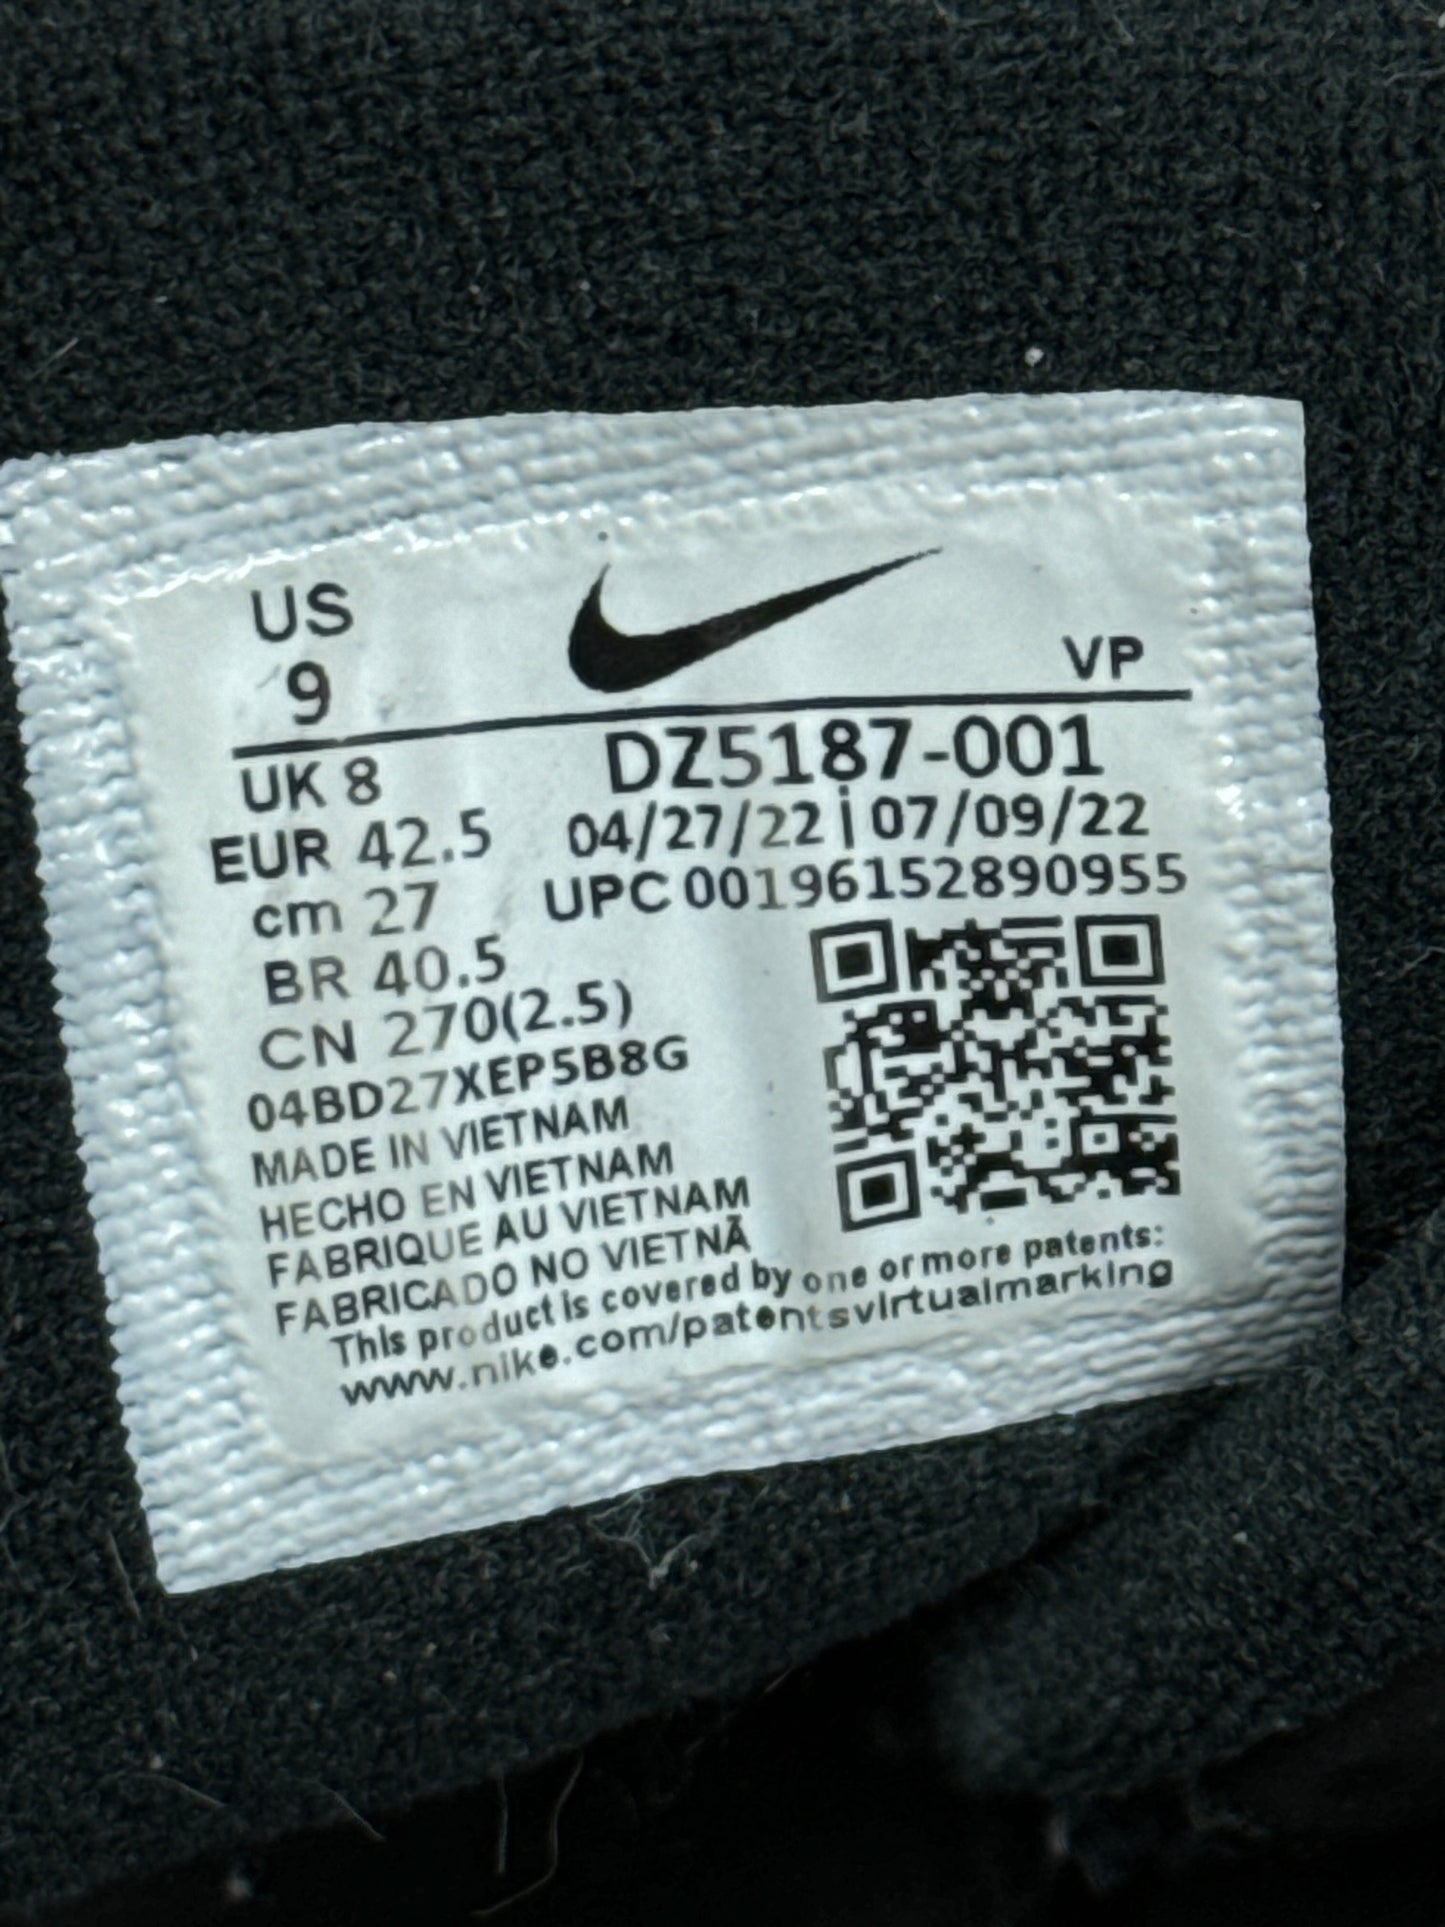 US
9
VP
UK 8
DZ5187-001
EUR 42.5
04/27/22 | 07/09/22
cm 27
UPC 00196152890955
BR 40.5
CN 270(2.5)
04BD27XEP5B8G
MADE IN VIETNAM
HECHO EN VIETNAM
FABRIQUE AU VIETNAM
FABRICADO NO VIETNÃ
This product is covered by one or more patents:
www.nike.com/patentsvirtualmarking